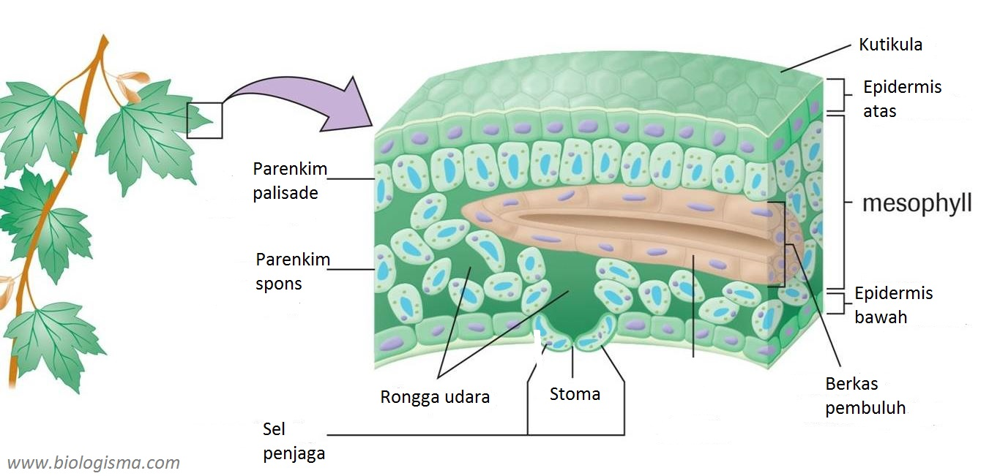 Kutikula
Epidermis
atas
Parenkim
palisade
mesophyll
Parenkim
spons
Epidermis
bawah
Berkas
pembuluh
Rongga udara
Stoma
Sel
penjaga
www.biologisma.com